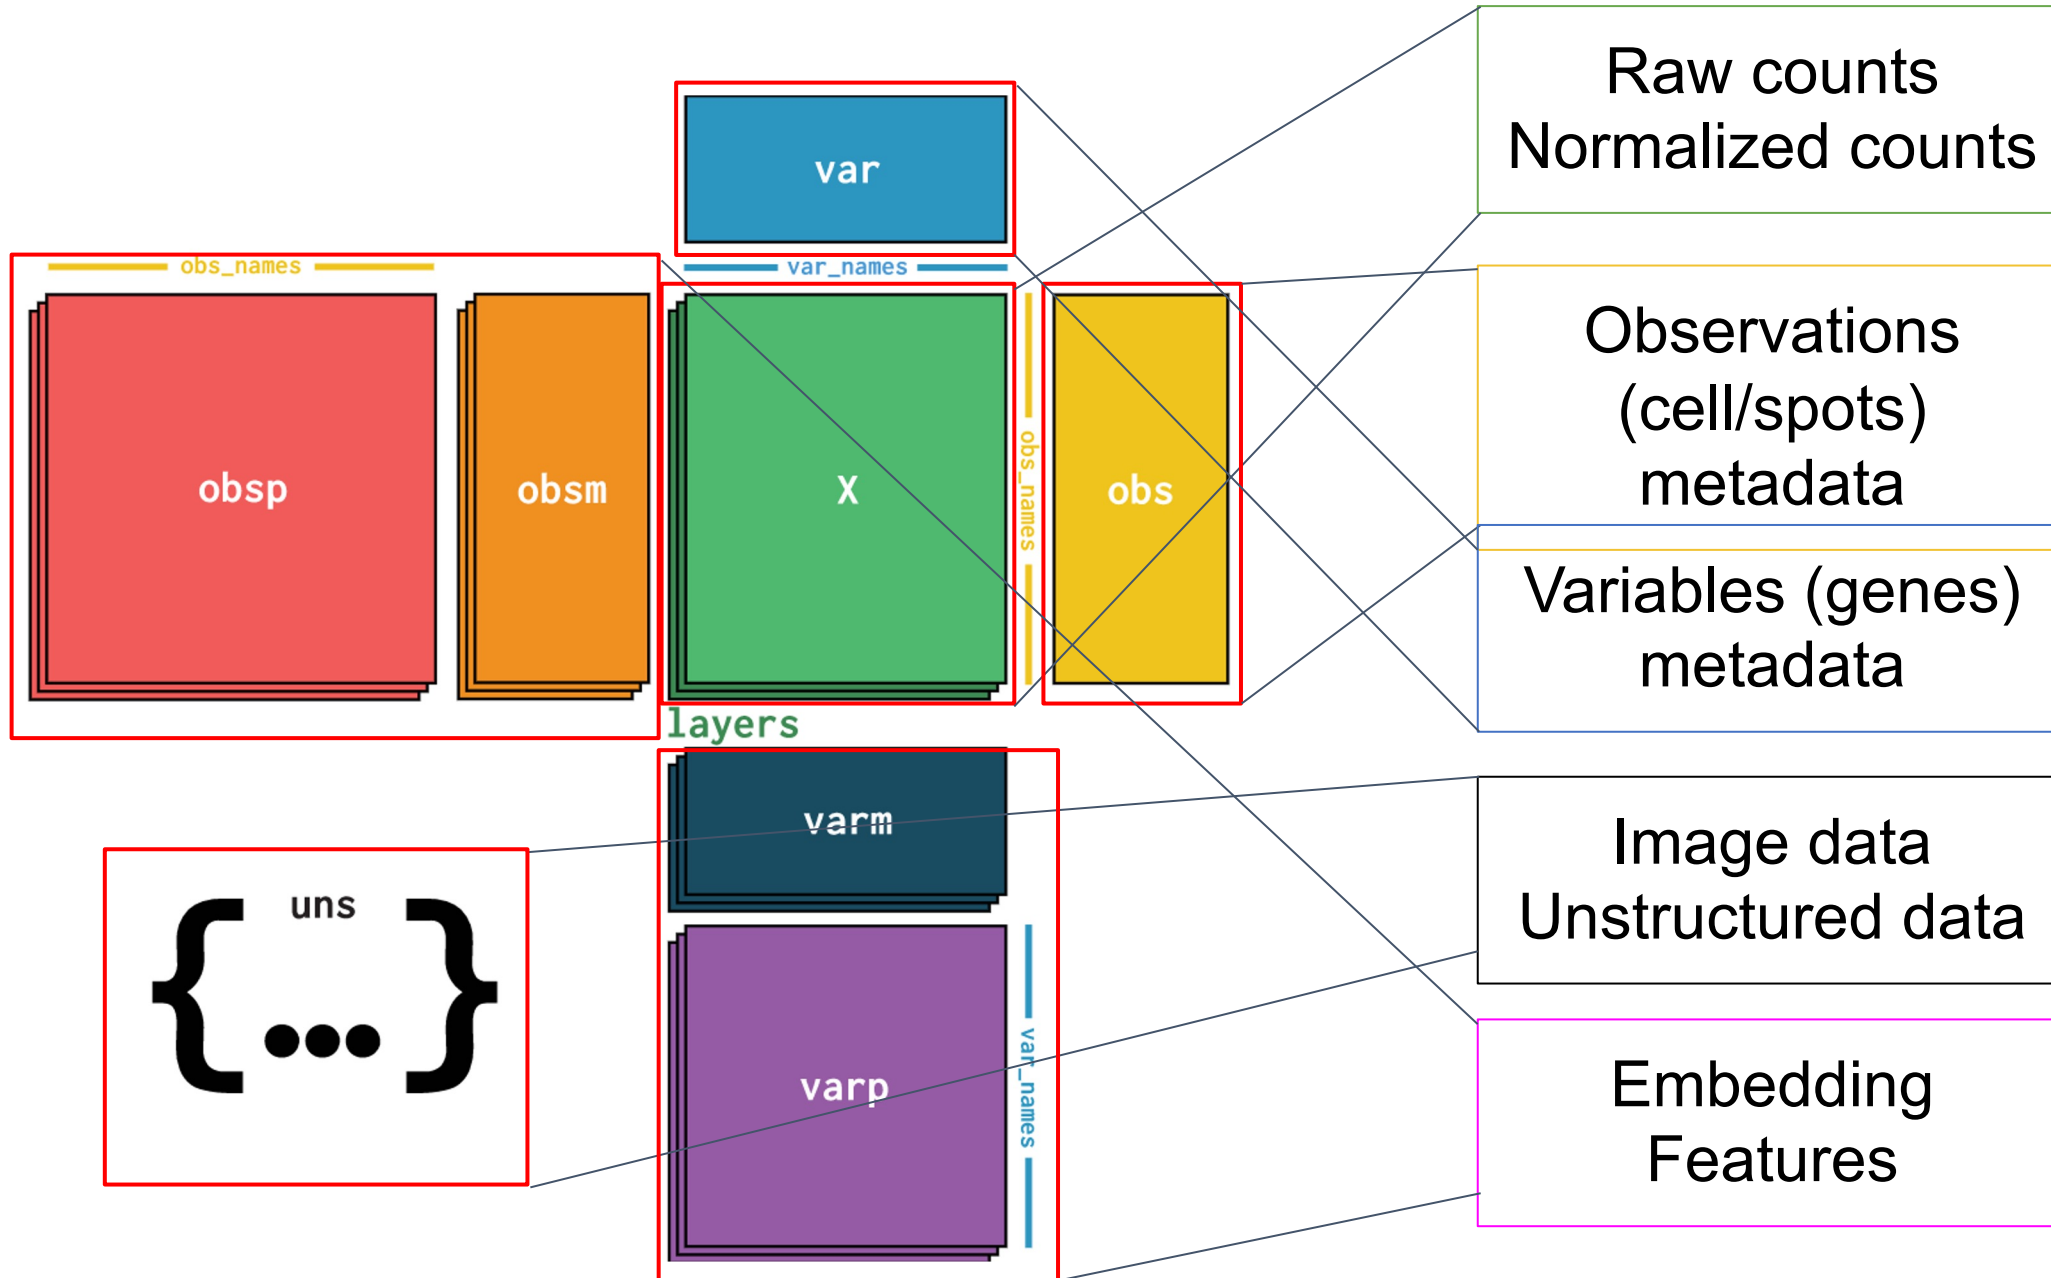 var
obs_names
var_names
obsp
obsm
X
obs_names
obs
layers
varm
uns
{...}
varp
var_names
Raw counts
Normalized counts
Observations
(cell/spots)
metadata
Variables (genes)
metadata
Image data
Unstructured data
Embedding
Features